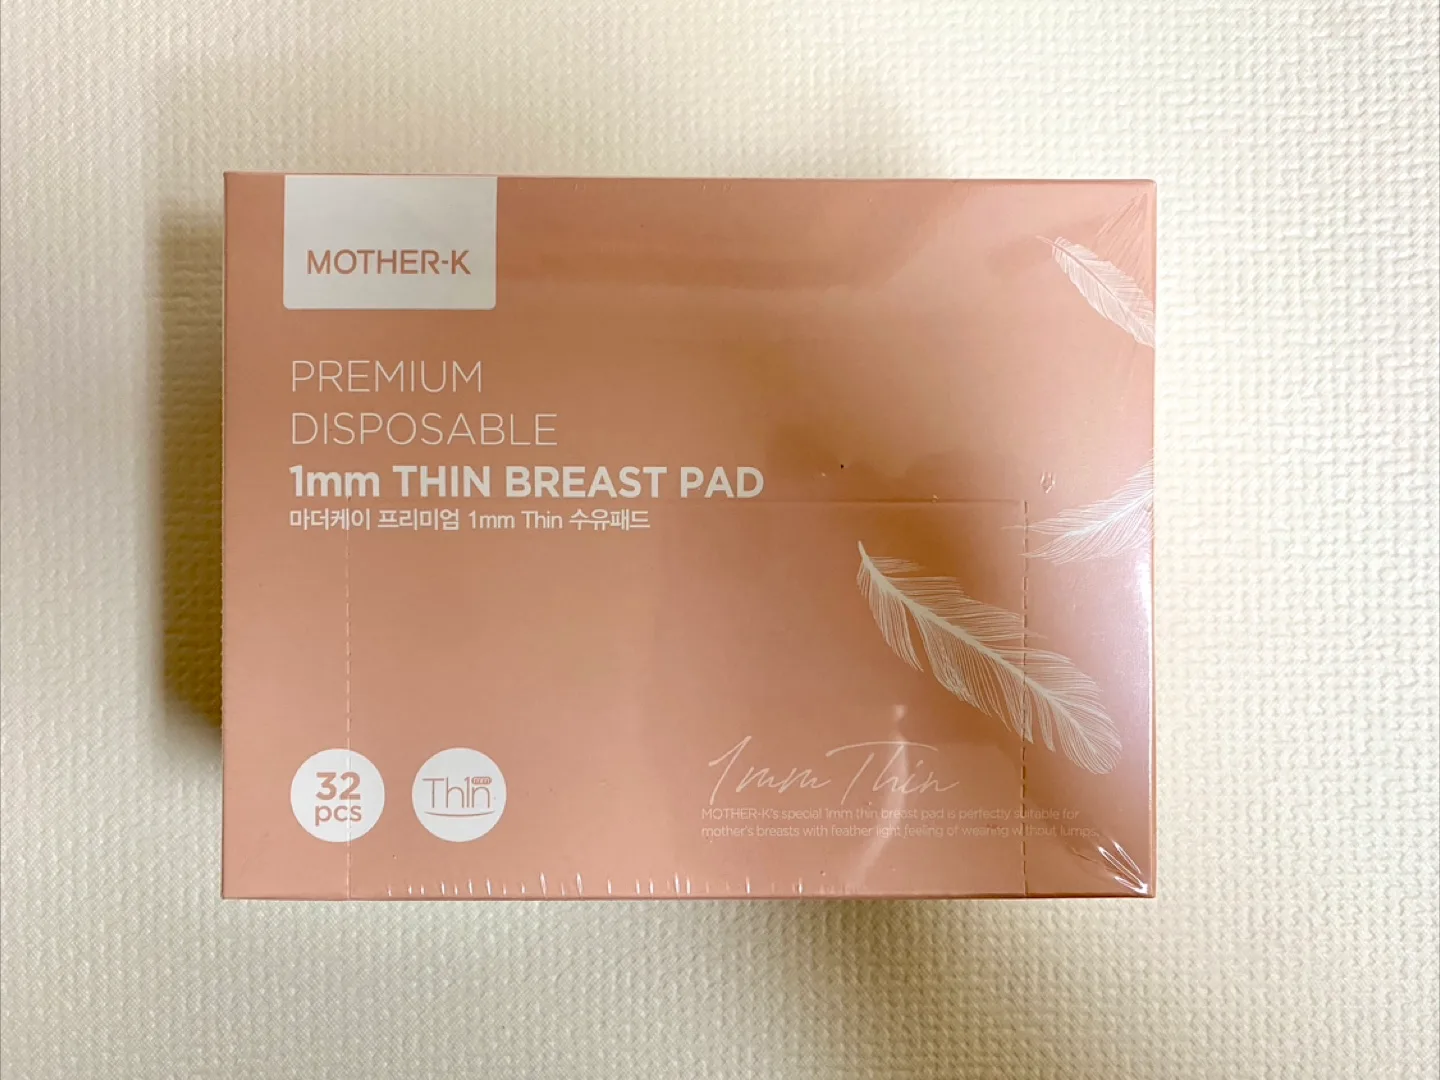 MOTHER-K
PREMIUM
DISPOSABLE
1mm THIN BREAST PAD
마더케이 프리미엄 1mm Thin 수유패드
32
pcs
Th1n mm
1mm Thin
MOTHER-K's special 1mm thin breast pad is perfectly suitable for
mother's breasts with feather light feeling of wearing without lumps.